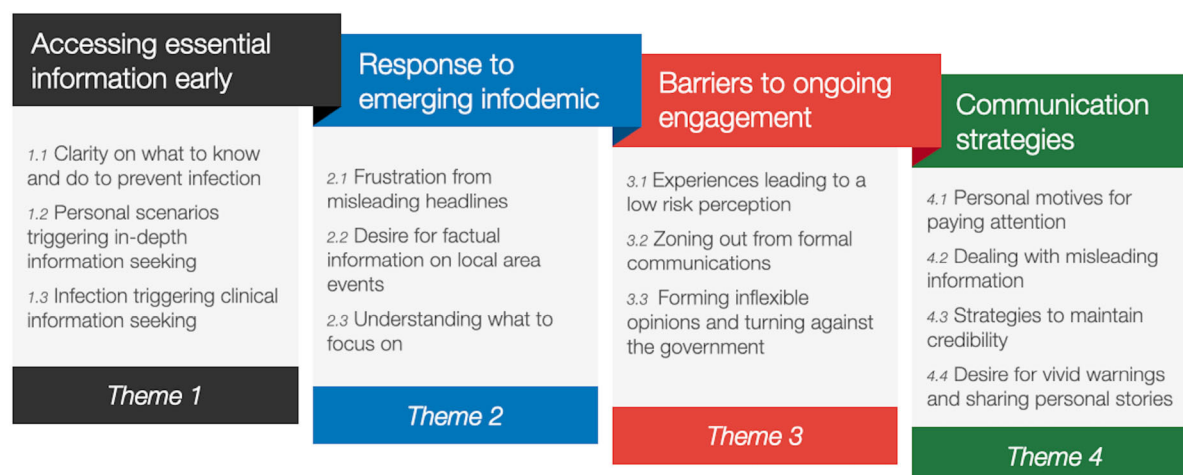 Accessing essential
information early
1.1 Clarity on what to know
and do to prevent infection
1.2 Personal scenarios
triggering in-depth
information seeking
1.3 Infection triggering clinical
information seeking
Theme 1
Response to
emerging infodemic
2.1 Frustration from
misleading headlines
2.2 Desire for factual
information on local area
events
2.3 Understanding what to
focus on
Theme 2
Barriers to ongoing
engagement
3.1 Experiences leading to a
low risk perception
3.2 Zoning out from formal
communications
3.3 Forming inflexible
opinions and turning against
the government
Theme 3
Communication
strategies
4.1 Personal motives for
paying attention
4.2 Dealing with misleading
information
4.3 Strategies to maintain
credibility
4.4 Desire for vivid warnings
and sharing personal stories
Theme 4